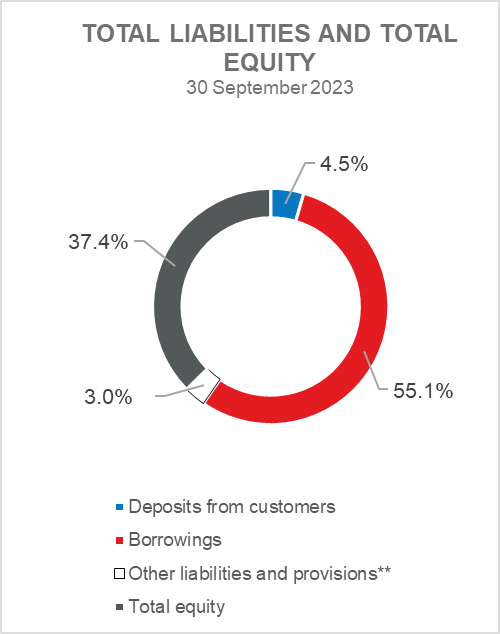 TOTAL LIABILITIES AND TOTAL
EQUITY
30 September 2023
4.5%
37.4%
3.0%
55.1%
Deposits from customers
Borrowings
Other liabilities and provisions**
Total equity